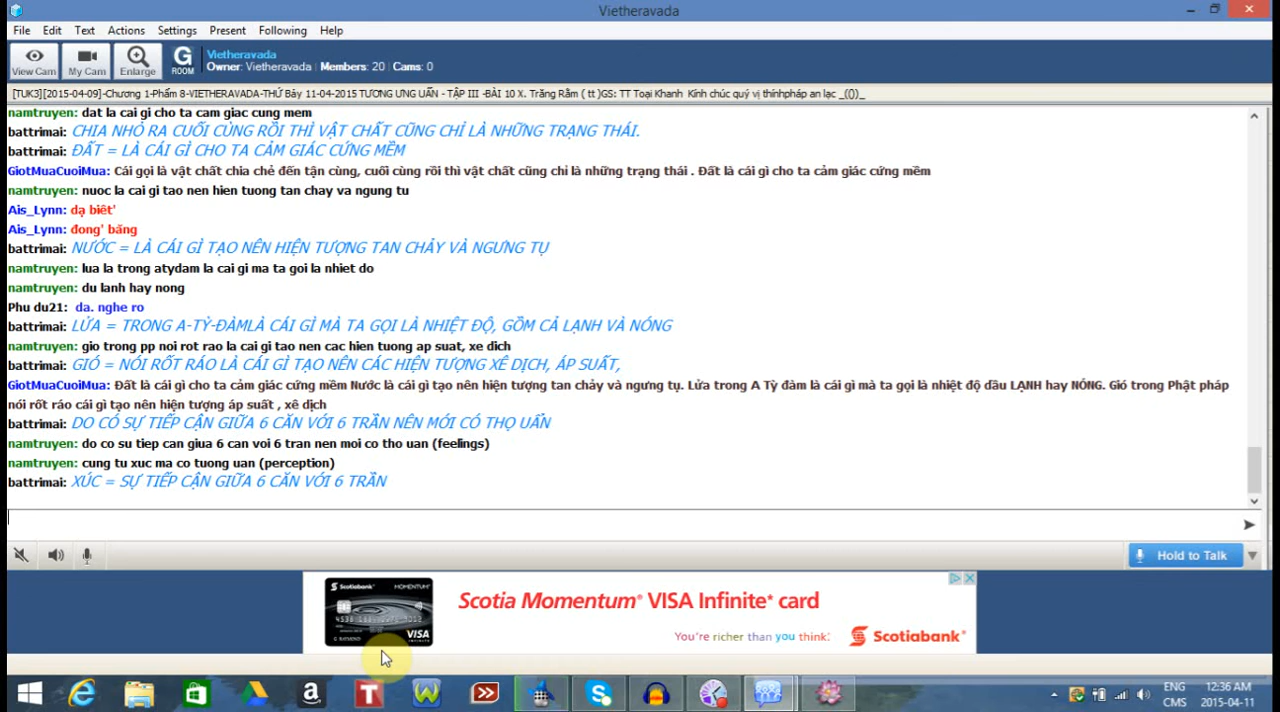 Vietheravada
File Edit Text Actions Settings Present Following Help
View Cam My Cam Enlarge G ROOM
Vietheravada
Owner: Vietheravada | Members: 20 | Cams: 0
[TUK3][2015-04-09]-Chương 1-Phẩm 8-VIETHERAVADA-THỨ Bảy 11-04-2015 TƯƠNG ƯNG UẨN - TẬP III -BÀI 10 X. Trăng Rằm ( tt )GS: TT Toại Khanh Kính chúc quý vị thínhpháp an lạc _(())_
namtruyen: dat la cai gi cho ta cam giac cung mem
battrimai: CHIA NHỎ RA CUỐI CÙNG RỒI THÌ VẬT CHẤT CŨNG CHỈ LÀ NHỮNG TRẠNG THÁI.
battrimai: ĐẤT = LÀ CÁI GÌ CHO TA CẢM GIÁC CỨNG MỀM
GiotMuaCuoiMua: Cái gọi là vật chất chia chẻ đến tận cùng, cuối cùng rồi thì vật chất cũng chỉ là những trạng thái . Đất là cái gì cho ta cảm giác cứng mềm
namtruyen: nuoc la cai gi tao nen hien tuong tan chay va ngung tu
Ais_Lynn: dạ biêt'
Ais_Lynn: đong' băng
battrimai: NƯỚC = LÀ CÁI GÌ TẠO NÊN HIỆN TƯỢNG TAN CHẢY VÀ NGƯNG TỤ
namtruyen: lua la trong atydam la cai gi ma ta goi la nhiet do
namtruyen: du lanh hay nong
Phu du21: da. nghe ro
battrimai: LỬA = TRONG A-TỲ-ĐÀMLÀ CÁI GÌ MÀ TA GỌI LÀ NHIỆT ĐỘ, GỒM CẢ LẠNH VÀ NÓNG
namtruyen: gio trong pp noi rot rao la cai gi tao nen cac hien tuong ap suat, xe dich
battrimai: GIÓ = NÓI RỐT RÁO LÀ CÁI GÌ TẠO NÊN CÁC HIỆN TƯỢNG XÊ DỊCH, ÁP SUẤT,
GiotMuaCuoiMua: Đất là cái gì cho ta cảm giác cứng mềm Nước là cái gì tạo nên hiện tượng tan chảy và ngưng tụ. Lửa trong A Tỳ đàm là cái gì mà ta gọi là nhiệt độ dầu LẠNH hay NÓNG. Gió trong Phật pháp
nói rốt ráo cái gì tạo nên hiện tượng áp suất , xê dịch
battrimai: DO CÓ SỰ TIẾP CẬN GIỮA 6 CĂN VỚI 6 TRẦN NÊN MỚI CÓ THỌ UẨN
namtruyen: do co su tiep can giua 6 can voi 6 tran nen moi co tho uan (feelings)
namtruyen: cung tu xuc ma co tuong uan (perception)
battrimai: XÚC = SỰ TIẾP CẬN GIỮA 6 CĂN VỚI 6 TRẦN
Hold to Talk
Scotiabank MOMENTUM
VISA
Scotia Momentum® VISA Infinite* card
You're richer than you think.
Scotiabank
ENG 12:36 AM
CMS 2015-04-11